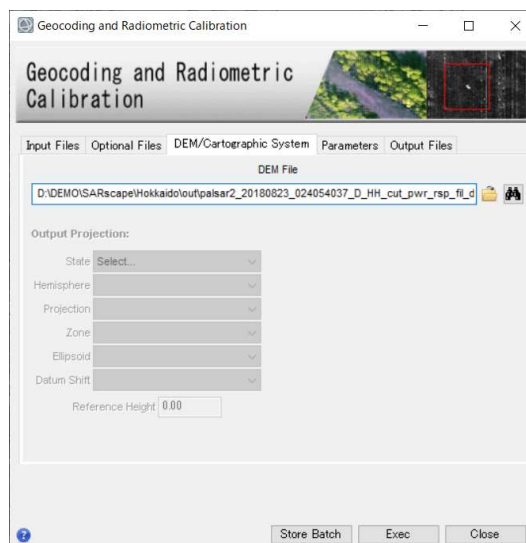 Geocoding and Radiometric Calibration
Geocoding and Radiometric
Calibration
Input Files Optional Files DEM/Cartographic System Parameters Output Files
DEM File
D:\DEMO\SARscape\Hokkaido\out\palsar2_20180823_024054037_D_HH_cut_pwr_rsp_fil_d
Output Projection:
State Select...
Hemisphere
Projection
Zone
Ellipsoid
Datum Shift
Reference Height 0.00
? Store Batch Exec Close